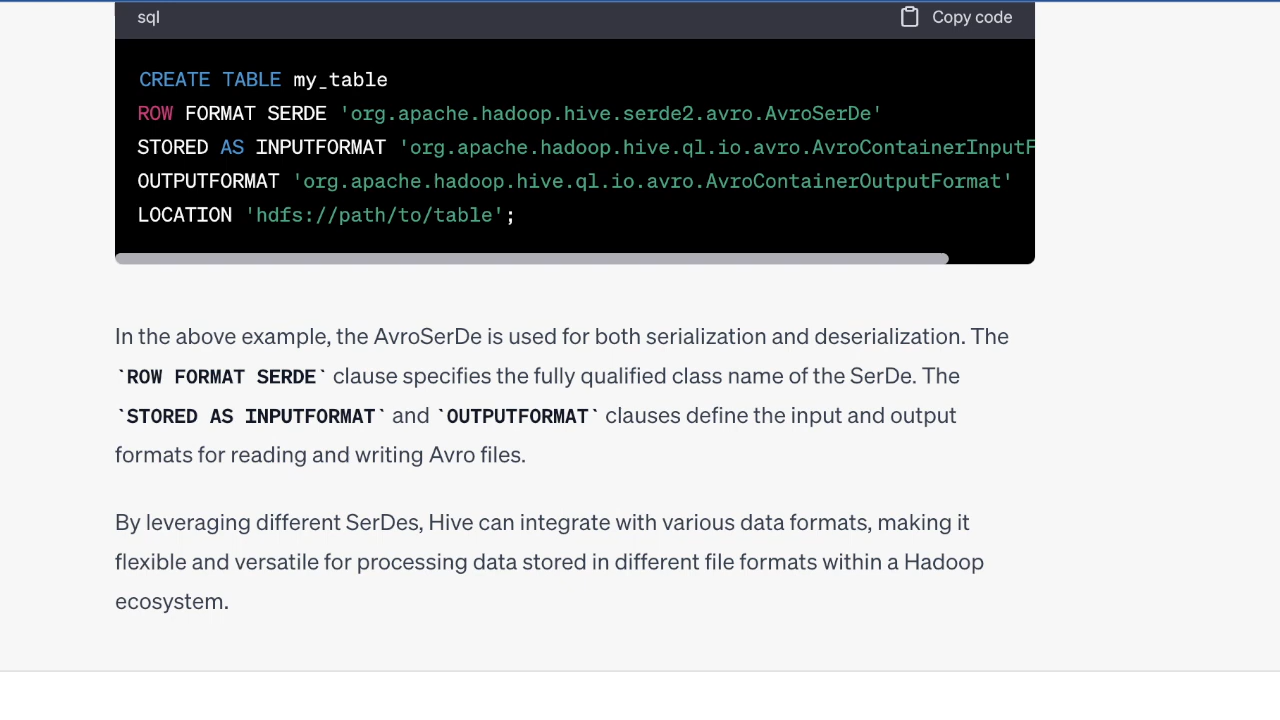 sql
Copy code
CREATE TABLE my_table
ROW FORMAT SERDE 'org.apache.hadoop.hive.serde2.avro.AvroSerDe'
STORED AS INPUTFORMAT 'org.apache.hadoop.hive.ql.io.avro.AvroContainerInputF
OUTPUTFORMAT 'org.apache.hadoop.hive.ql.io.avro.AvroContainerOutputFormat'
LOCATION 'hdfs://path/to/table';
In the above example, the AvroSerDe is used for both serialization and deserialization. The
`ROW FORMAT SERDE` clause specifies the fully qualified class name of the SerDe. The
`STORED AS INPUTFORMAT` and `OUTPUTFORMAT` clauses define the input and output
formats for reading and writing Avro files.
By leveraging different SerDes, Hive can integrate with various data formats, making it
flexible and versatile for processing data stored in different file formats within a Hadoop
ecosystem.